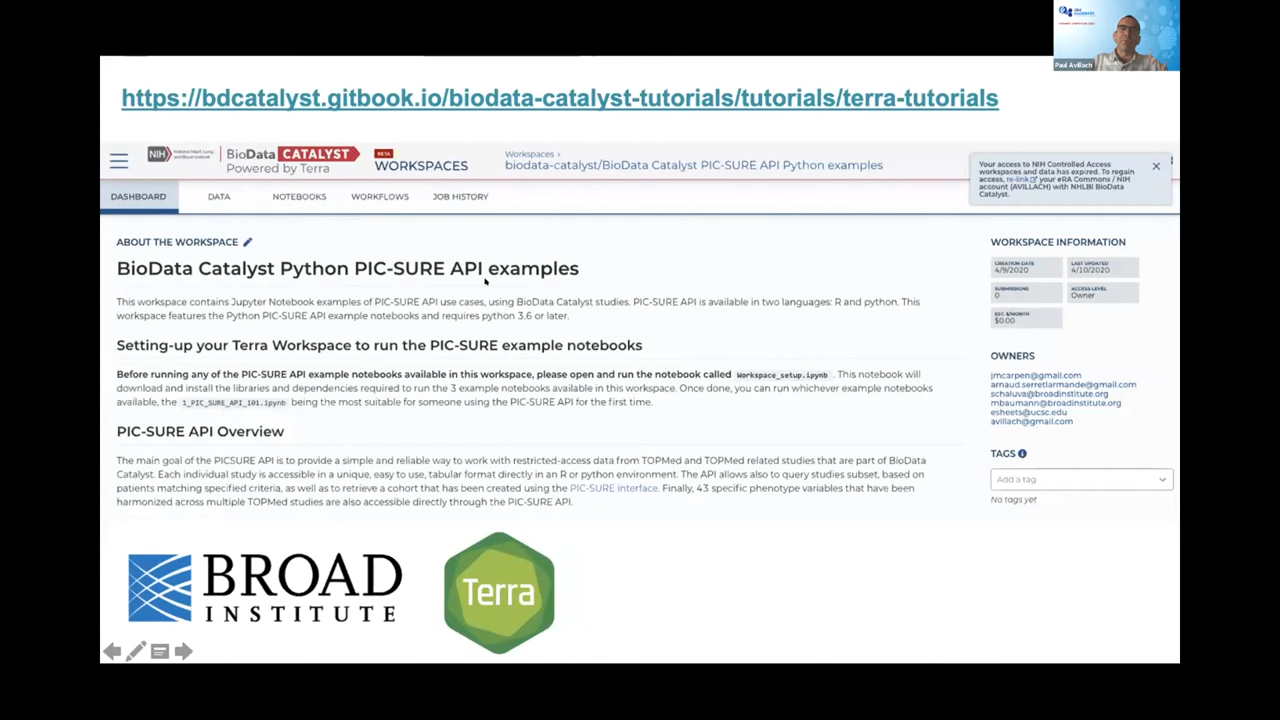 Paul Avillach
https://bdcatalyst.gitbook.io/biodata-catalyst-tutorials/tutorials/terra-tutorials
NIH
BioData CATALYST
Powered by Terra
BETA
WORKSPACES
Workspaces ›
biodata-catalyst/BioData Catalyst PIC-SURE API Python examples
Your access to NIH Controlled Access
workspaces and data has expired. To regain
access, re-link your eRA Commons / NIH
account (AVILLACH) with NHLBI BioData
Catalyst.
DASHBOARD
DATA
NOTEBOOKS
WORKFLOWS
JOB HISTORY
ABOUT THE WORKSPACE
BioData Catalyst Python PIC-SURE API examples
This workspace contains Jupyter Notebook examples of PIC-SURE API use cases, using BioData Catalyst studies. PIC-SURE API is available in two languages: R and python. This
workspace features the Python PIC-SURE API example notebooks and requires python 3.6 or later.
Setting-up your Terra Workspace to run the PIC-SURE example notebooks
Before running any of the PIC-SURE API example notebooks available in this workspace, please open and run the notebook called Workspace_setup.ipynb . This notebook will
download and install the libraries and dependencies required to run the 3 example notebooks available in this workspace. Once done, you can run whichever example notebooks
available, the 1_PIC_SURE_API_101.ipynb being the most suitable for someone using the PIC-SURE API for the first time.
PIC-SURE API Overview
The main goal of the PICSURE API is to provide a simple and reliable way to work with restricted-access data from TOPMed and TOPMed related studies that are part of BioData
Catalyst. Each individual study is accessible in a unique, easy to use, tabular format directly in an R or python environment. The API allows also to query studies subset, based on
patients matching specified criteria, as well as to retrieve a cohort that has been created using the PIC-SURE interface. Finally, 43 specific phenotype variables that have been
harmonized across multiple TOPMed studies are also accessible directly through the PIC-SURE API.
WORKSPACE INFORMATION
CREATION DATE
4/9/2020
LAST UPDATED
4/10/2020
SUBMISSIONS
0
ACCESS LEVEL
Owner
EST. $/MONTH
$0.00
OWNERS
jmcarpen@gmail.com
arnaud.serretlarmande@gmail.com
schaluva@broadinstitute.org
mbaumann@broadinstitute.org
esheets@ucsc.edu
avillach@gmail.com
TAGS
Add a tag
No tags yet
BROAD
INSTITUTE
Terra